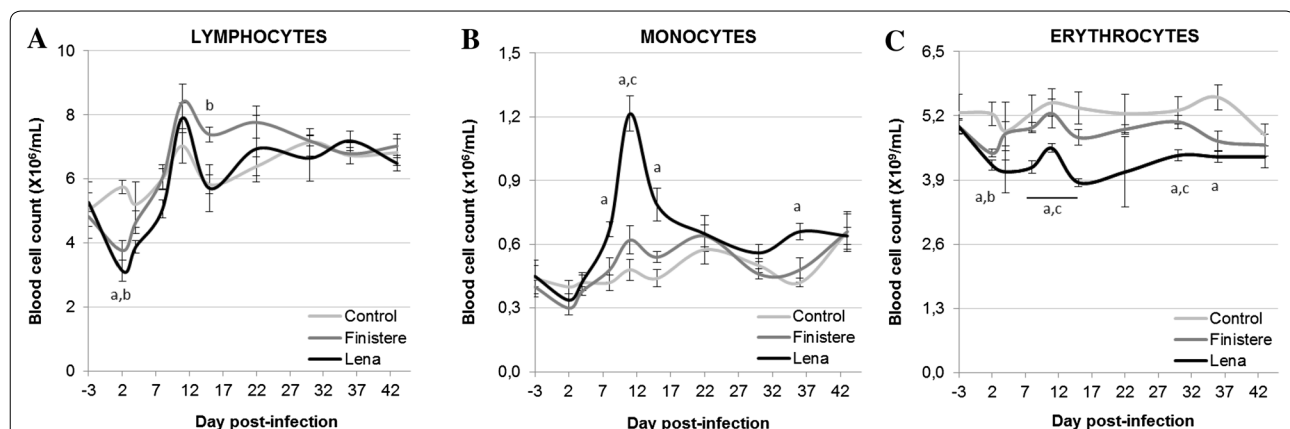 A LYMPHOCYTES
Blood cell count (X10⁶/mL)
10
8
6
4
2
0
b
a,b
Control
Finistere
Lena
-3 2 7 12 17 22 27 32 37 42
Day post-infection
B MONOCYTES
Blood cell count (x10⁶/mL)
1,5
1,2
0,9
0,6
0,3
0,0
a,c
a
a
a
Control
Finistere
Lena
-3 2 7 12 17 22 27 32 37 42
Day post-infection
C ERYTHROCYTES
Blood cell count (X10⁹/mL)
6,5
5,2
3,9
2,6
1,3
0,0
a,b
a,c
a,c
a
Control
Finistere
Lena
-3 2 7 12 17 22 27 32 37 42
Day post-infection